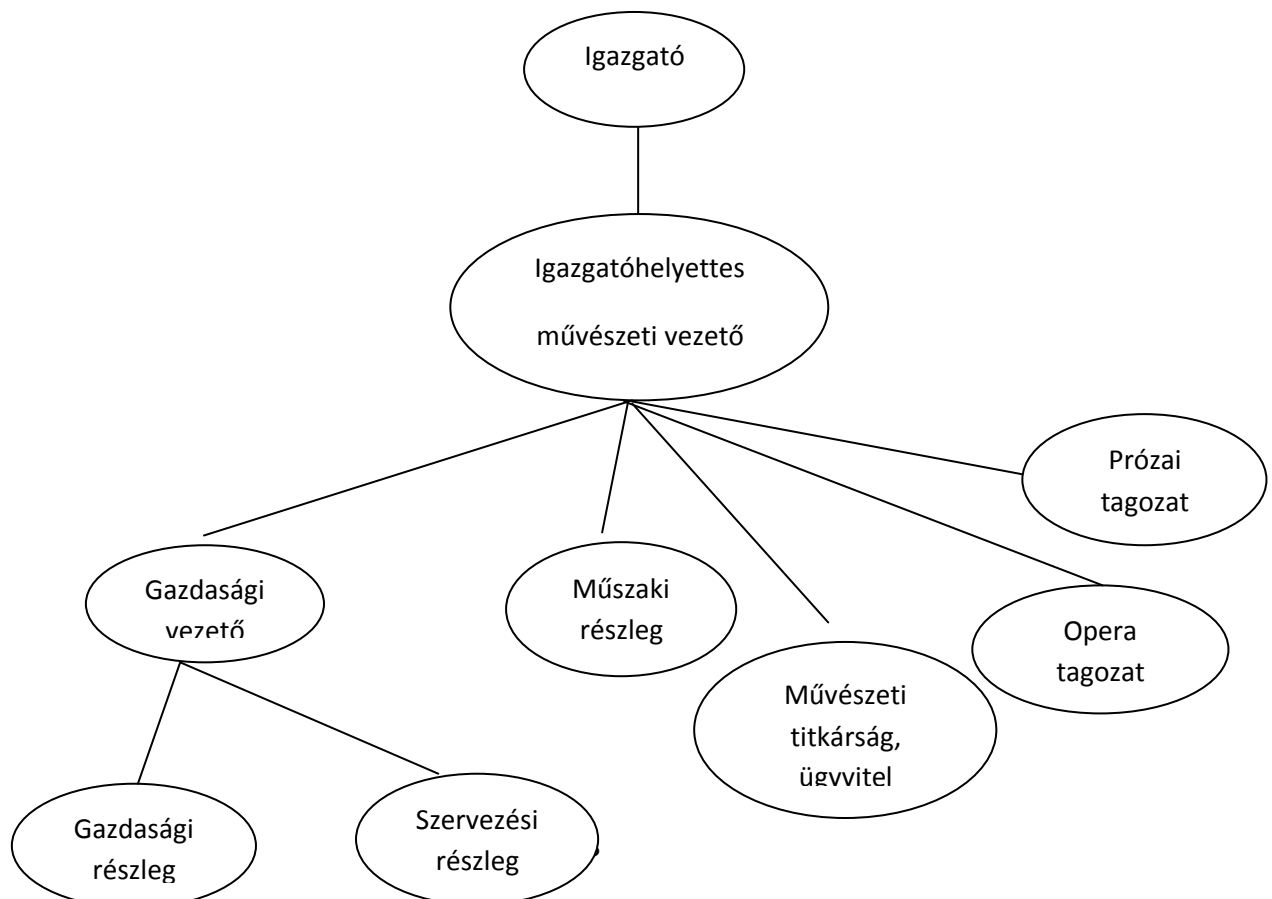 Igazgató
Igazgatóhelyettes
művészeti vezető
Prózai
tagozat
Gazdasági
vezető
Műszaki
részleg
Opera
tagozat
Művészeti
titkárság,
ügyvitel
Gazdasági
részleg
Szervezési
részleg